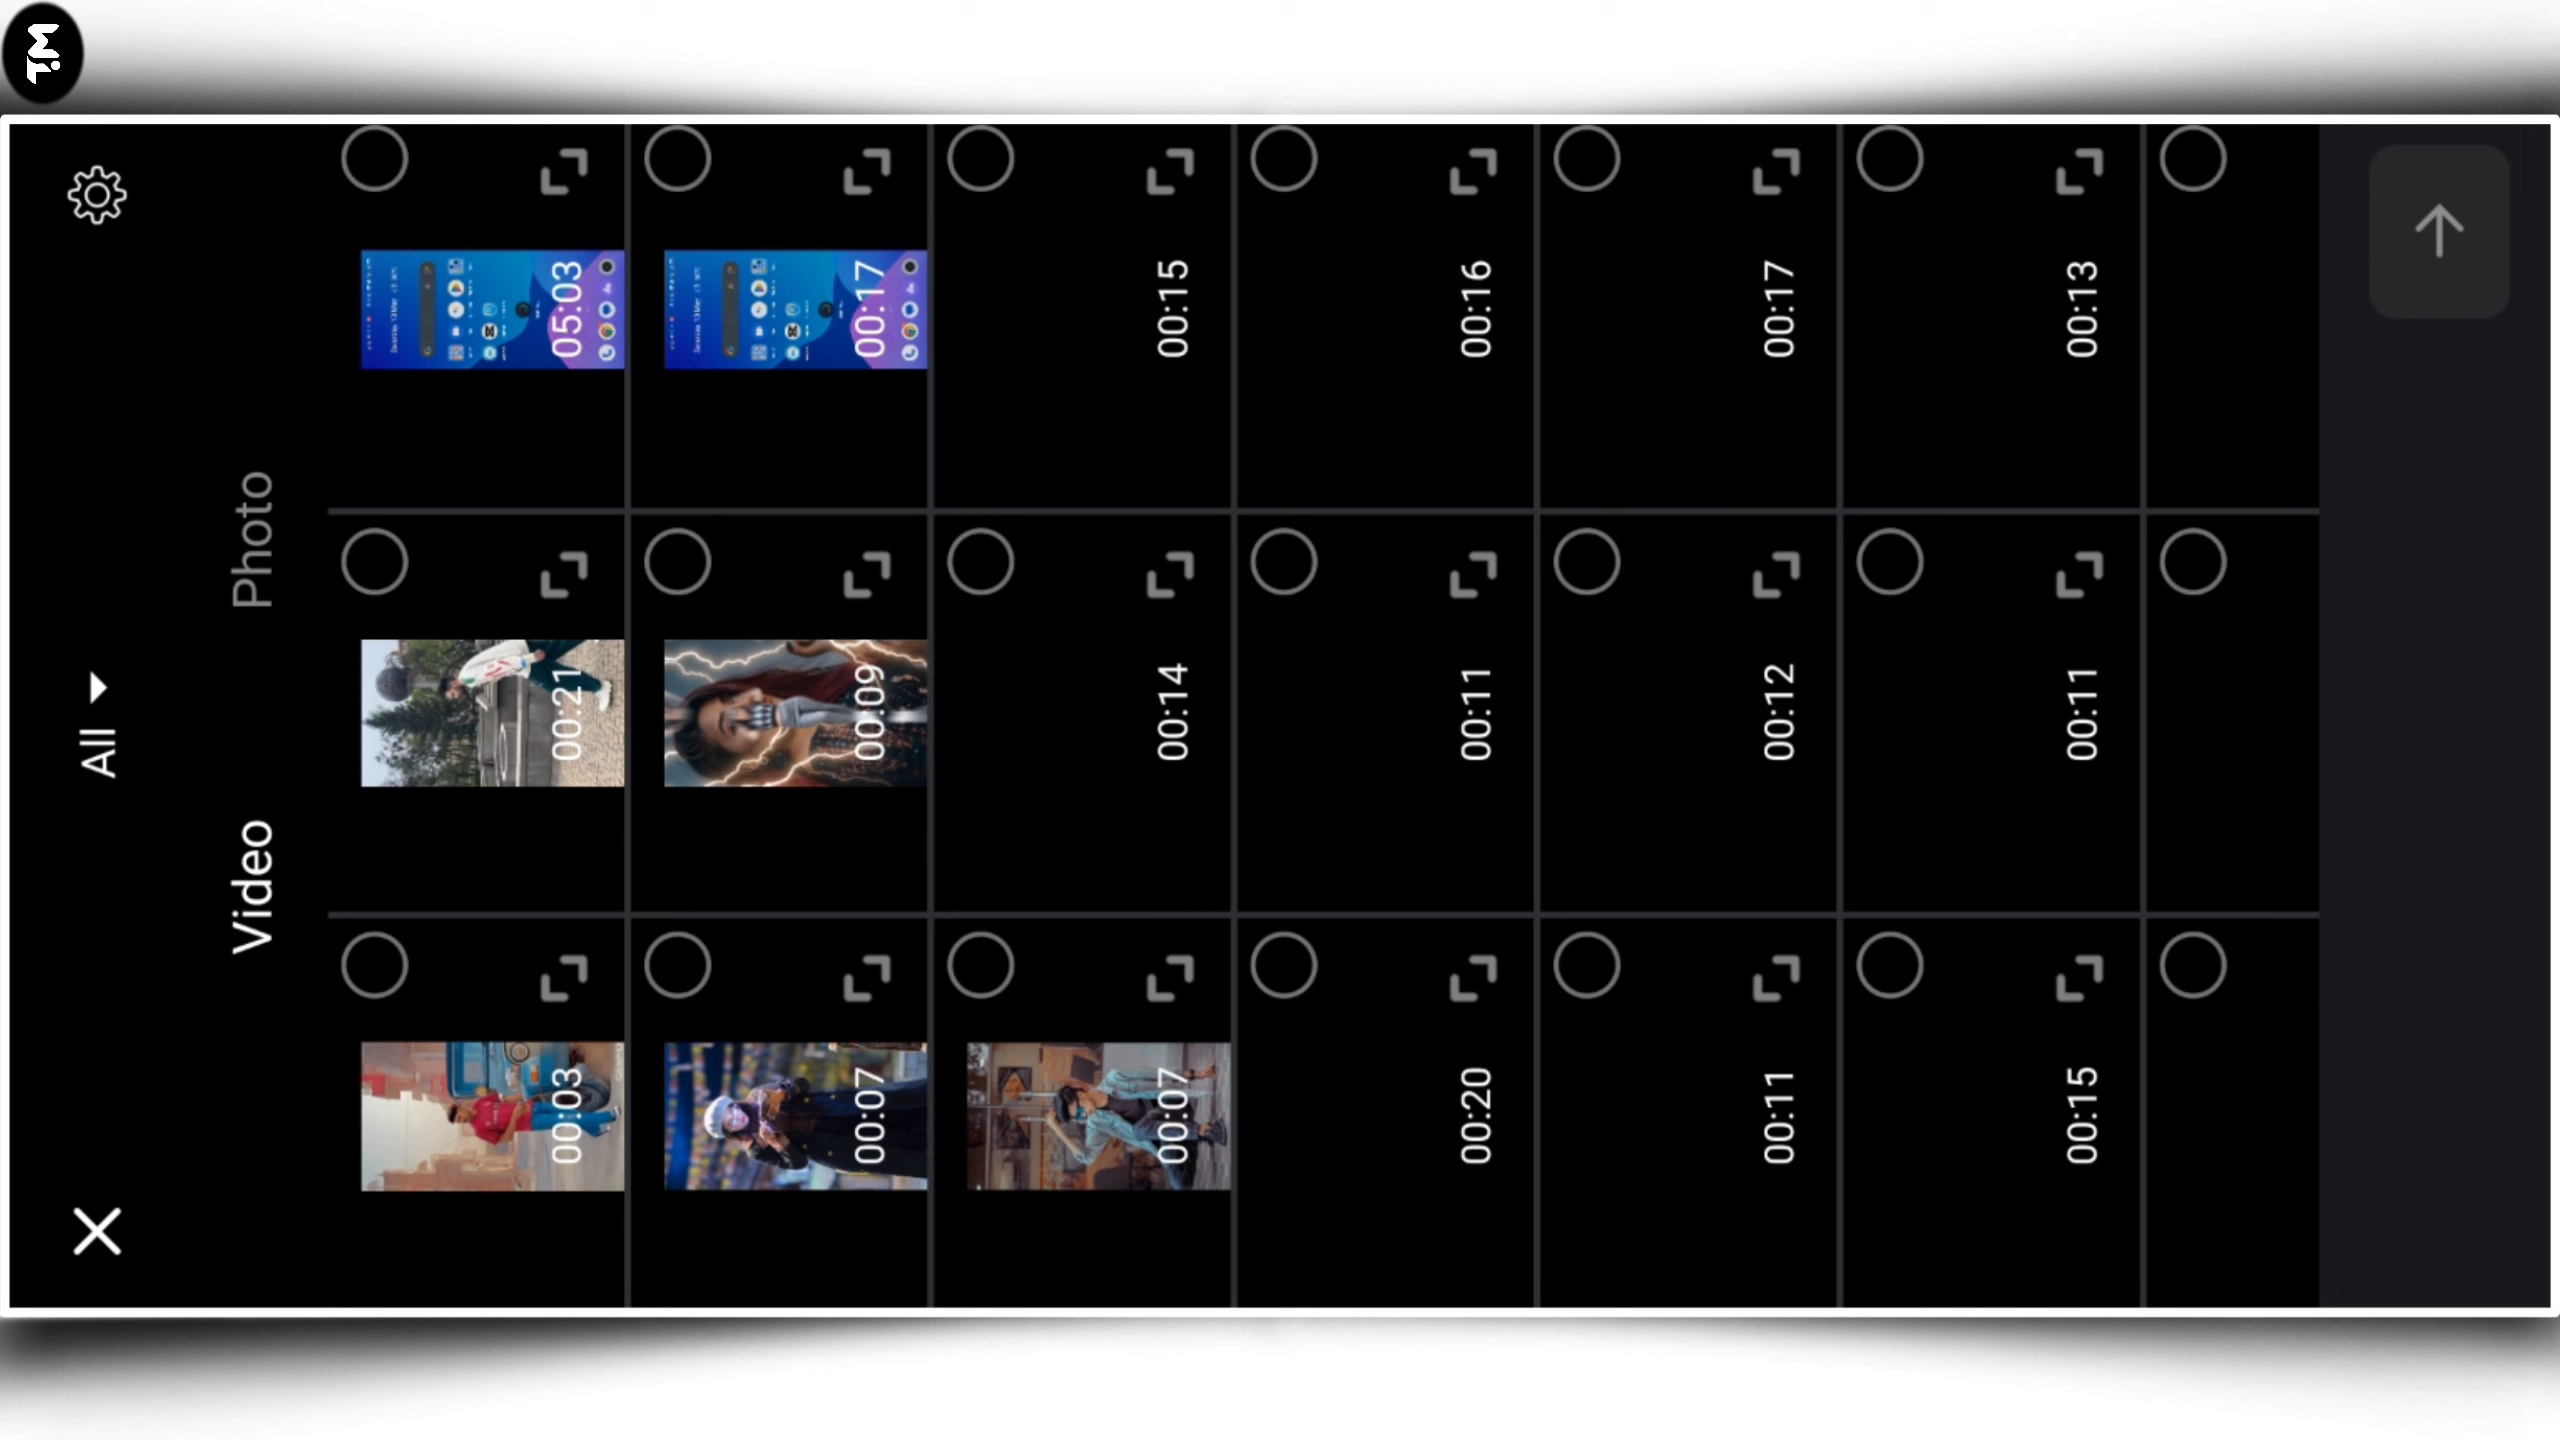 All
Video Photo
00:03 00:21 05:03
00:07 00:09 00:17
00:07 00:14 00:15
00:20 00:11 00:16
00:11 00:12 00:17
00:15 00:11 00:13